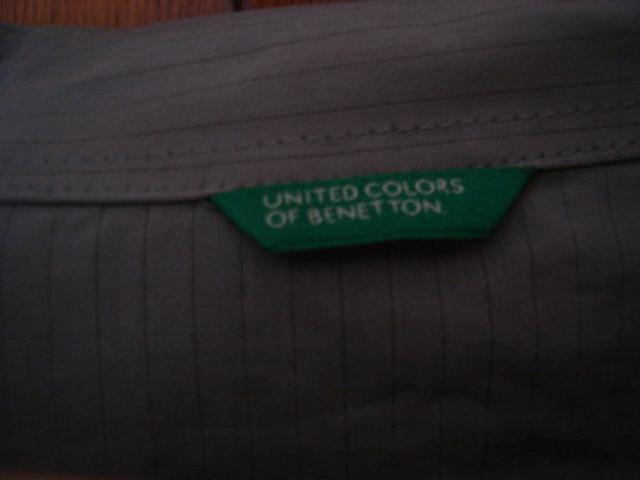 UNITED COLORS
OF BENETTON.